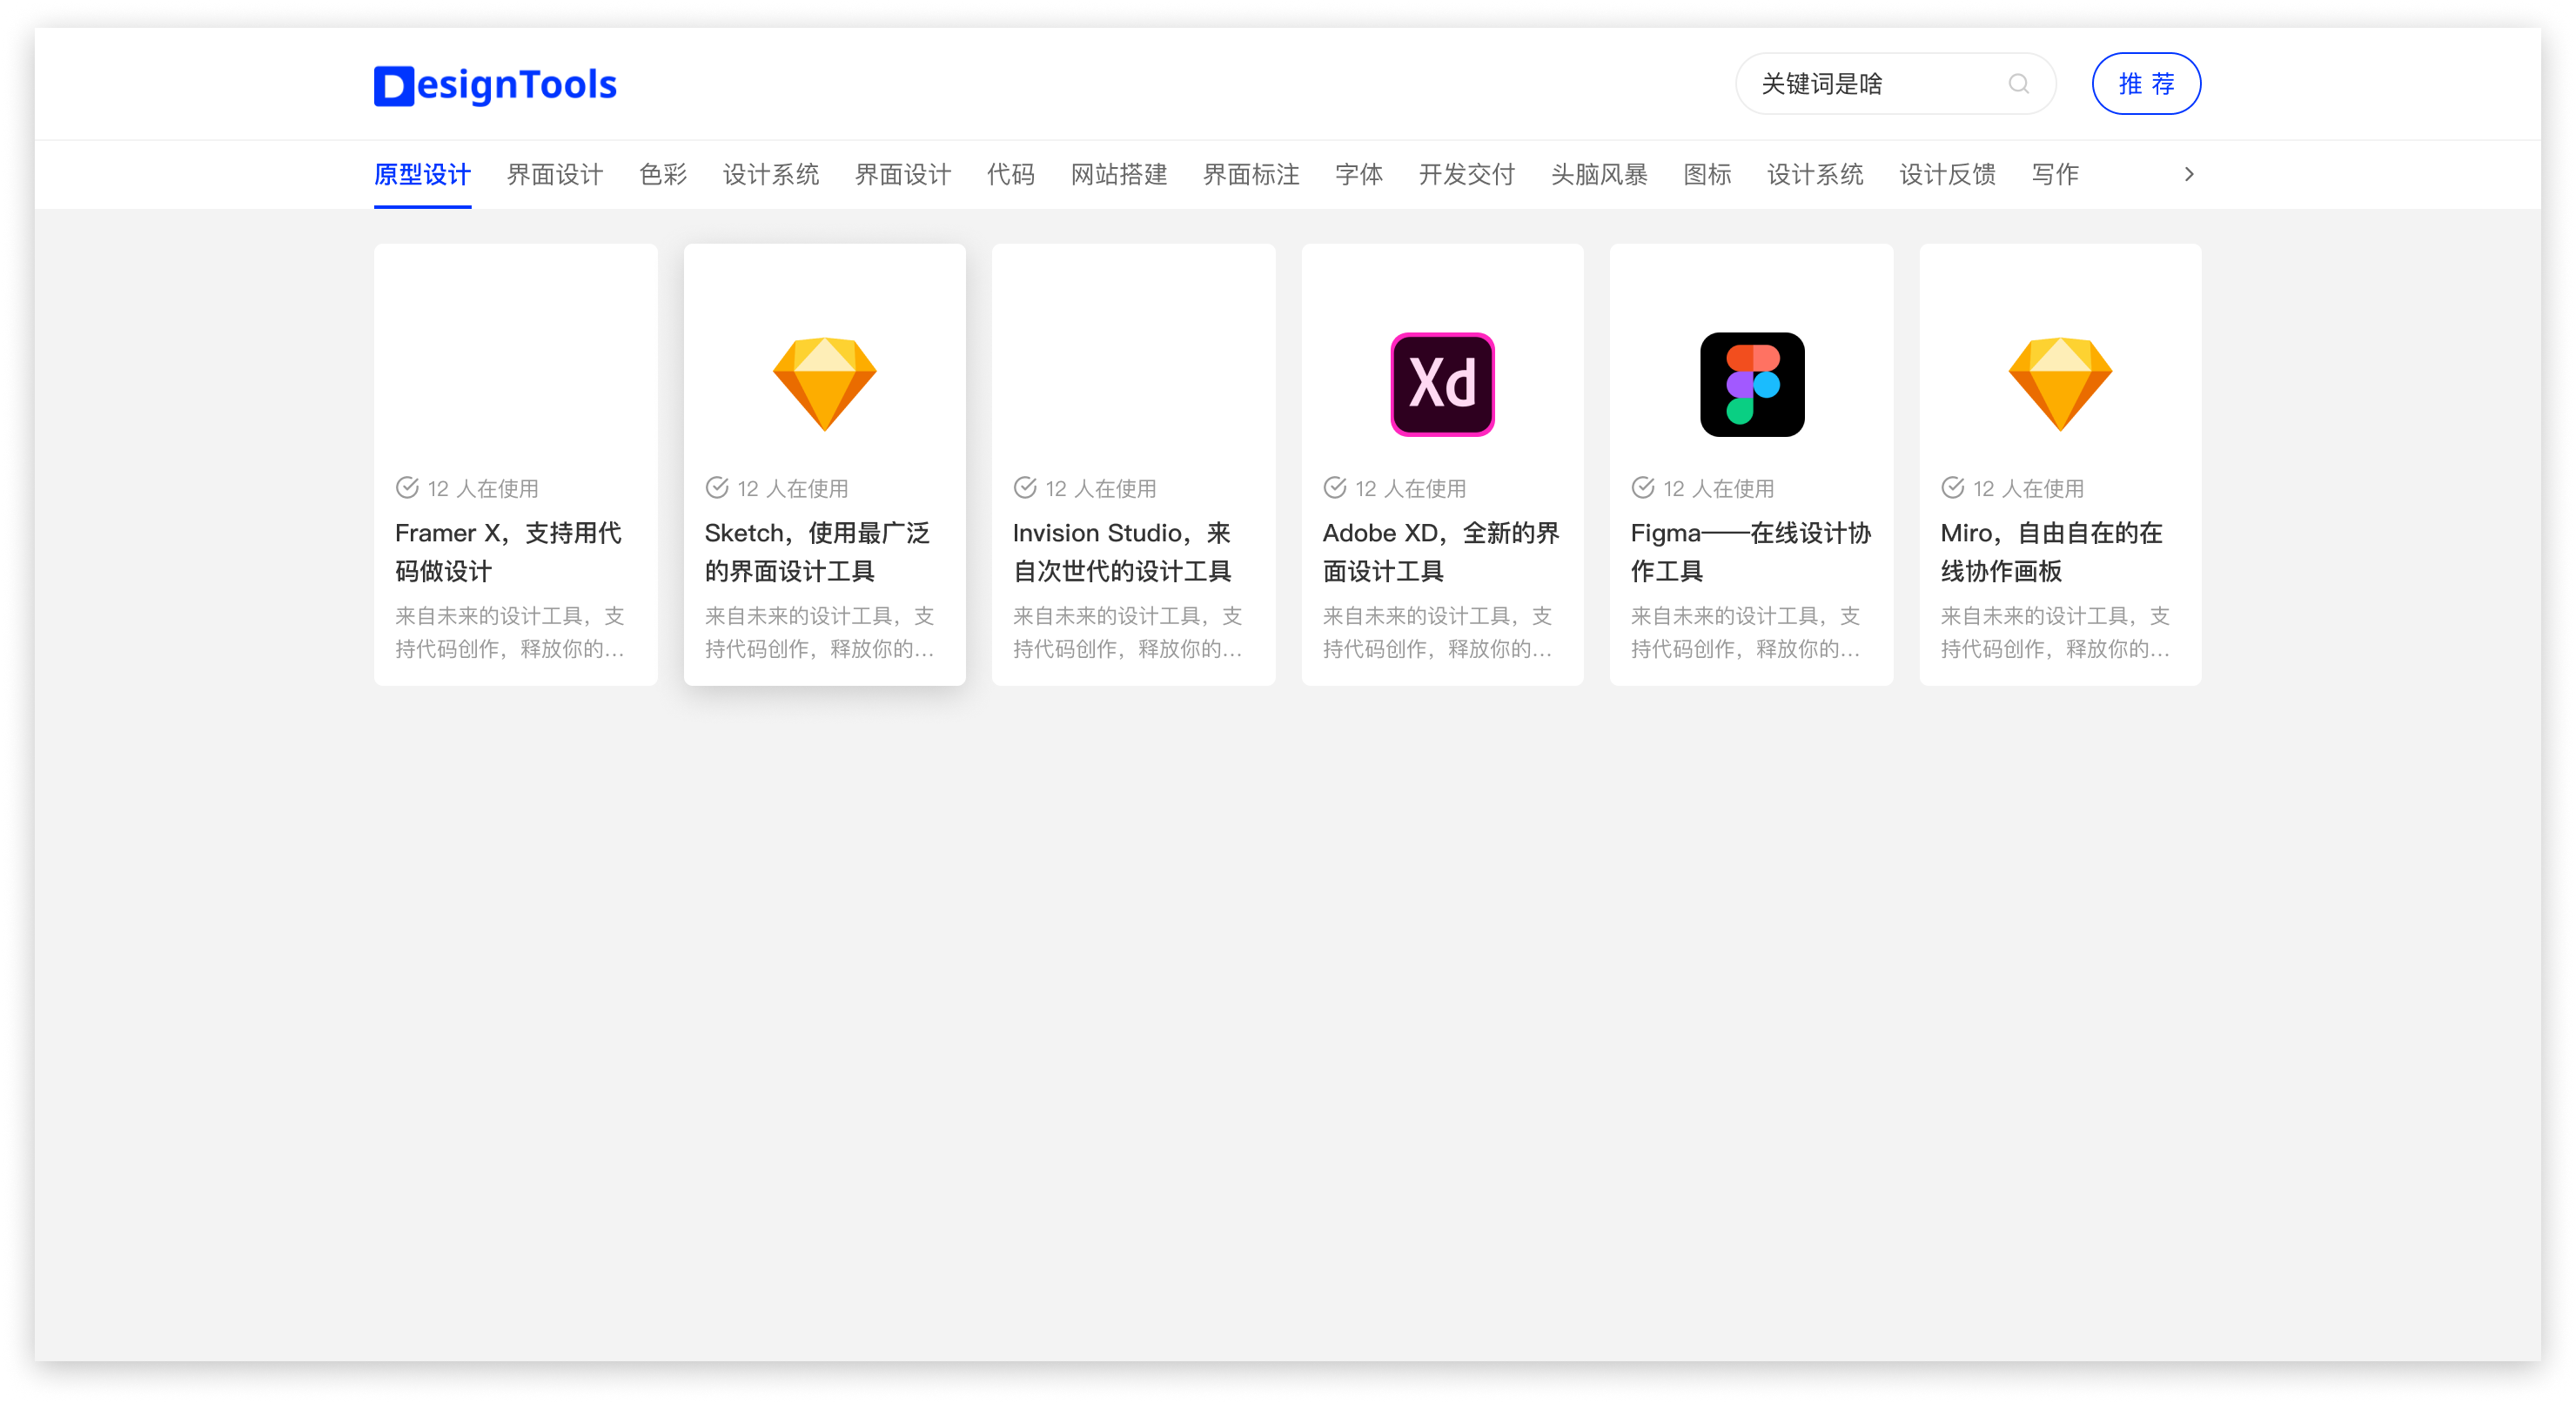 DesignTools
关键词是啥
推 荐
原型设计 界面设计 色彩 设计系统 界面设计 代码 网站搭建 界面标注 字体 开发交付 头脑风暴 图标 设计系统 设计反馈 写作
12 人在使用
Framer X，支持用代
码做设计
来自未来的设计工具，支
持代码创作，释放你的...
12 人在使用
Sketch，使用最广泛
的界面设计工具
来自未来的设计工具，支
持代码创作，释放你的...
12 人在使用
Invision Studio，来
自次世代的设计工具
来自未来的设计工具，支
持代码创作，释放你的...
Xd
12 人在使用
Adobe XD，全新的界
面设计工具
来自未来的设计工具，支
持代码创作，释放你的...
12 人在使用
Figma——在线设计协
作工具
来自未来的设计工具，支
持代码创作，释放你的...
12 人在使用
Miro，自由自在的在
线协作画板
来自未来的设计工具，支
持代码创作，释放你的...